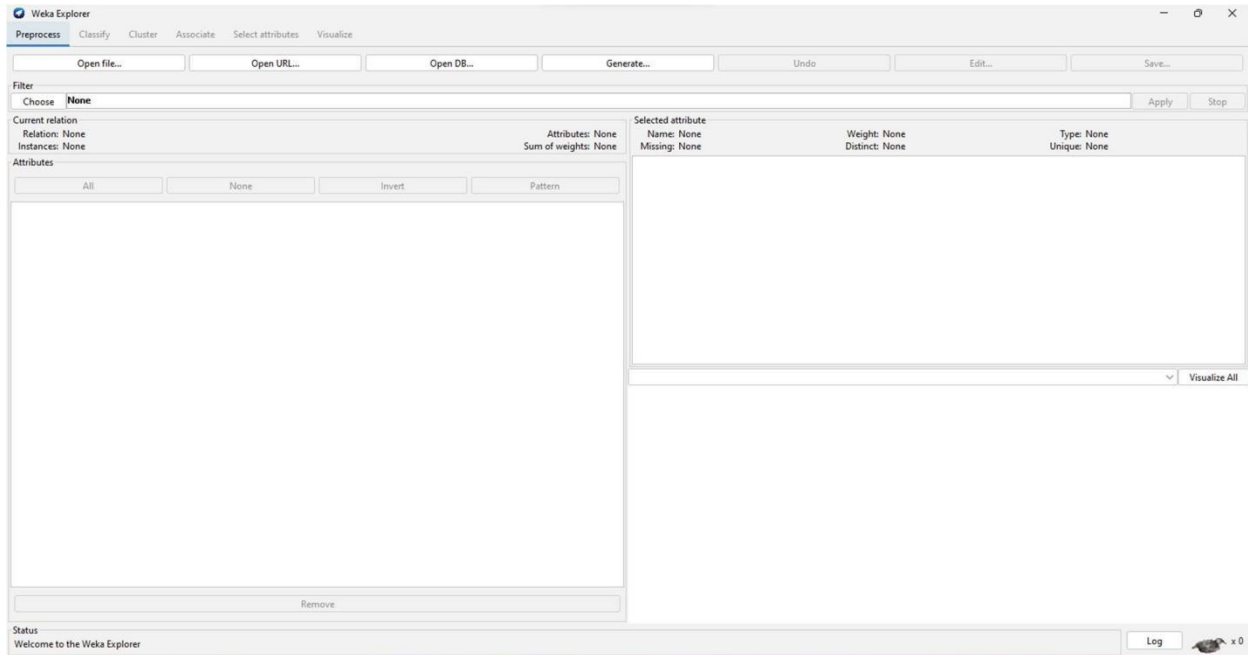 Weka Explorer
Preprocess Classify Cluster Associate Select attributes Visualize
Open file... Open URL... Open DB... Generate... Undo Edit... Save...
Filter
Choose None Apply Stop
Current relation
Relation: None Attributes: None
Instances: None Sum of weights: None
Selected attribute
Name: None Weight: None Type: None
Missing: None Distinct: None Unique: None
Attributes
All None Invert Pattern
Visualize All
Remove
Status
Welcome to the Weka Explorer
Log x 0